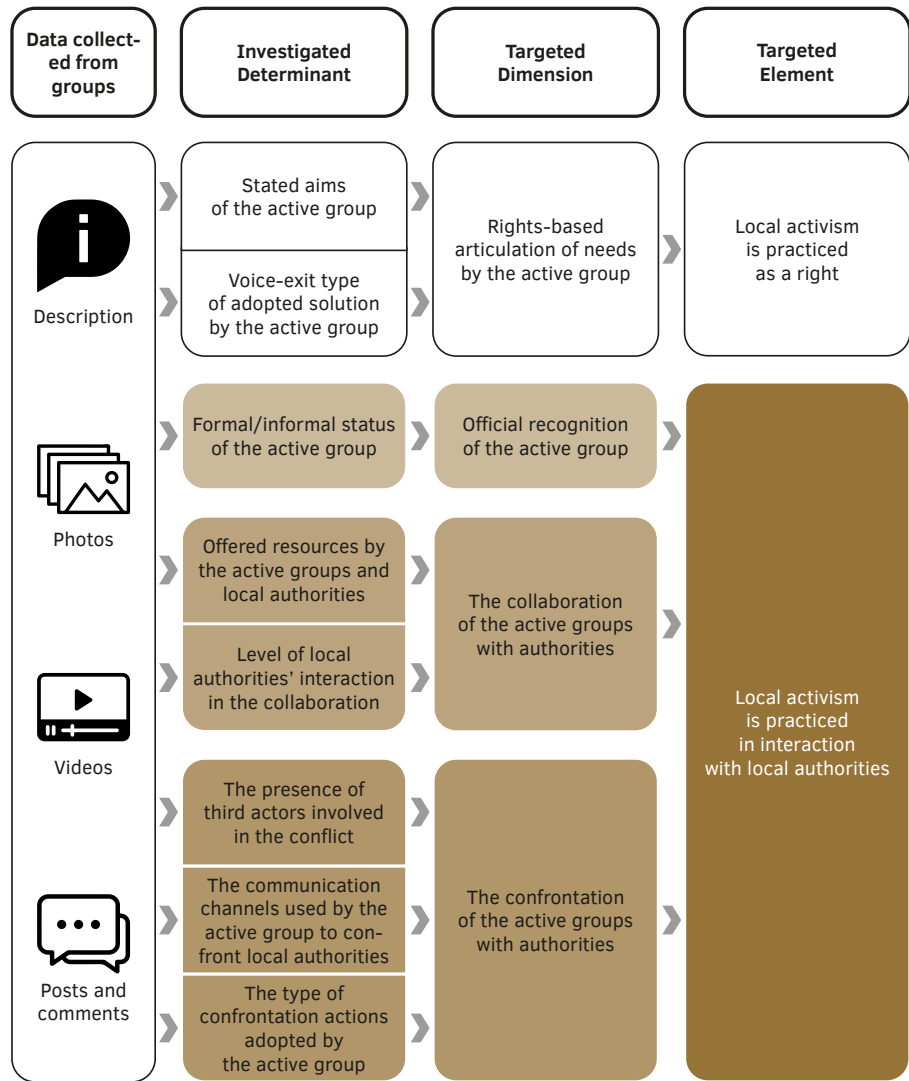 Data collect-
ed from
groups
Investigated
Determinant
Targeted
Dimension
Targeted
Element
Description
Photos
Videos
Posts and
comments
Stated aims
of the active group
Voice-exit type
of adopted solution
by the active group
Rights-based
articulation of needs
by the active group
Local activism
is practiced
as a right
Formal/informal status
of the active group
Official recognition
of the active group
Offered resources by
the active groups and
local authorities
Level of local
authorities’ interaction
in the collaboration
The collaboration
of the active groups
with authorities
The presence of
third actors involved
in the conflict
The communication
channels used by the
active group to con-
front local authorities
The type of
confrontation actions
adopted by
the active group
The confrontation
of the active groups
with authorities
Local activism
is practiced
in interaction
with local authorities